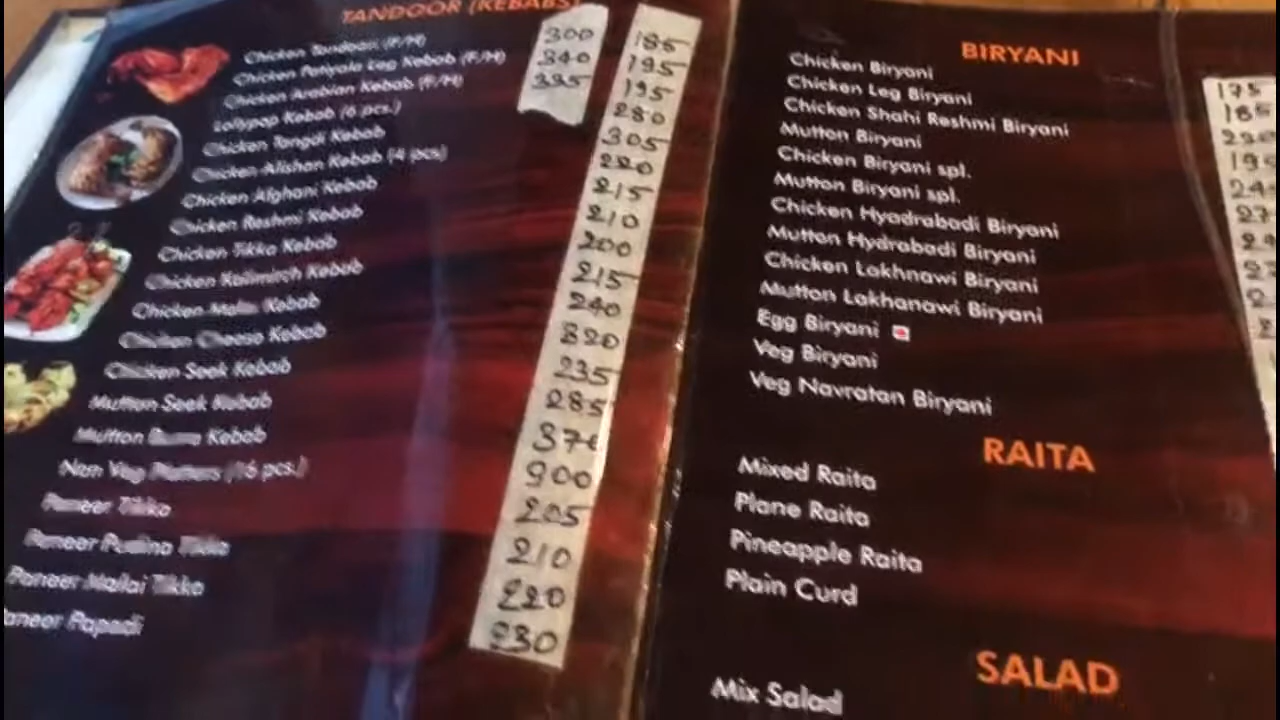 TANDOOR (KEBABS)
Chicken Tandoori (F/H) 300 185
Chicken Patiyala Leg Kebab (F/H) 340 195
Chicken Arabian Kebab (F/H) 335 195
Lollypop Kebab (6 pcs.) 280
Chicken Tangdi Kebab 305
Chicken Alishan Kebab (4 pcs) 220
Chicken Afghani Kebab 215
Chicken Reshmi Kebab 210
Chicken Tikka Kebab 200
Chicken Kalimirch Kebab 215
Chicken Malai Kebab 240
Chicken Cheese Kebab 320
Chicken Seek Kebab 235
Mutton Seek Kebab 285
Mutton Burra Kebab
Non Veg Platters (16 pcs.) 900
Paneer Tikka 205
Paneer Pudina Tikka 210
Paneer Mallai Tikka 220
Paneer Papadi 230
BIRYANI
Chicken Biryani 175
Chicken Leg Biryani 185
Chicken Shahi Reshmi Biryani
Mutton Biryani
Chicken Biryani spl.
Mutton Biryani spl.
Chicken Hyadrabadi Biryani
Mutton Hydrabadi Biryani
Chicken Lakhnawi Biryani
Mutton Lakhanawi Biryani
Egg Biryani
Veg Biryani
Veg Navratan Biryani
RAITA
Mixed Raita
Plane Raita
Pineapple Raita
Plain Curd
SALAD
Mix Salad